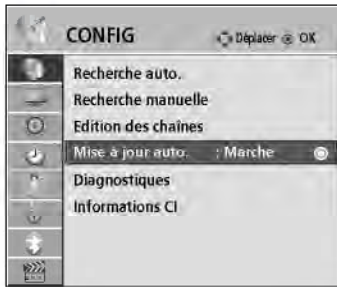 CONFIG Déplacer OK
Recherche auto.
Recherche manuelle
Edition des chaînes
Mise à jour auto. : Marche
Diagnostiques
Informations CI